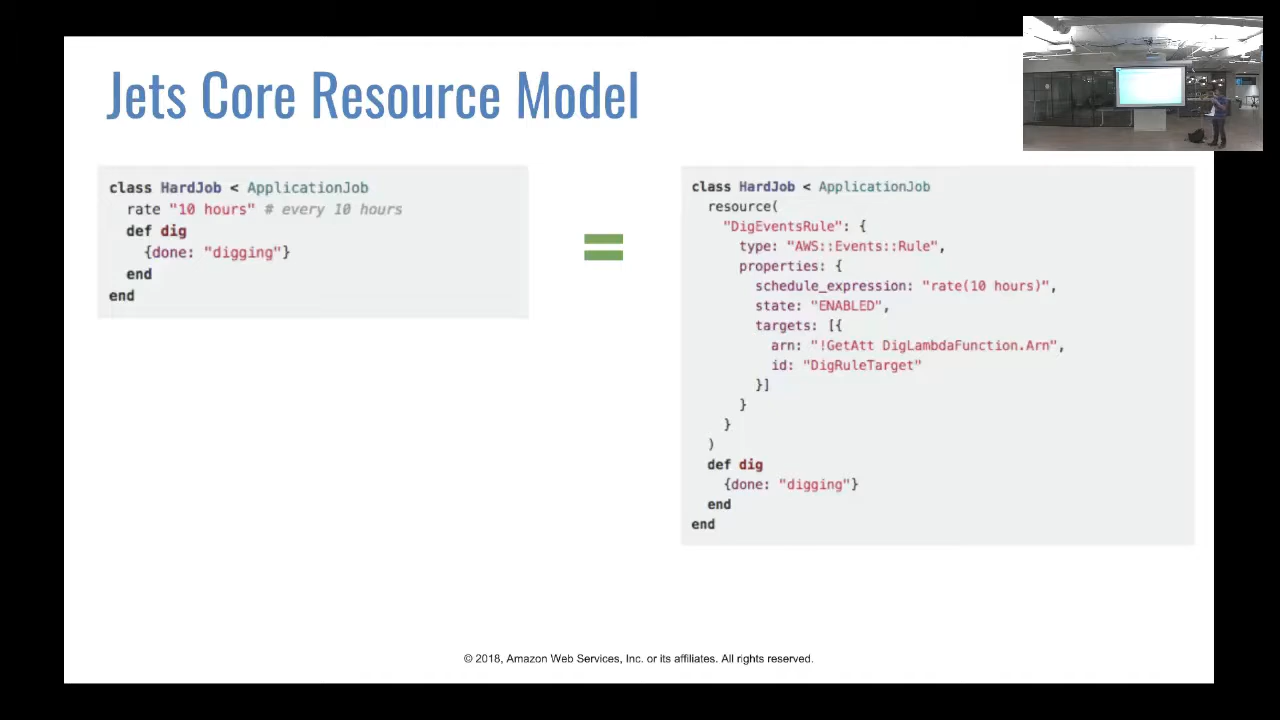 Jets Core Resource Model
class HardJob < ApplicationJob
  rate "10 hours" # every 10 hours
  def dig
    {done: "digging"}
  end
end
=
class HardJob < ApplicationJob
  resource(
    "DigEventsRule": {
      type: "AWS::Events::Rule",
      properties: {
        schedule_expression: "rate(10 hours)",
        state: "ENABLED",
        targets: [{
          arn: "!GetAtt DigLambdaFunction.Arn",
          id: "DigRuleTarget"
        }]
      }
    }
  )
  def dig
    {done: "digging"}
  end
end
© 2018, Amazon Web Services, Inc. or its affiliates. All rights reserved.